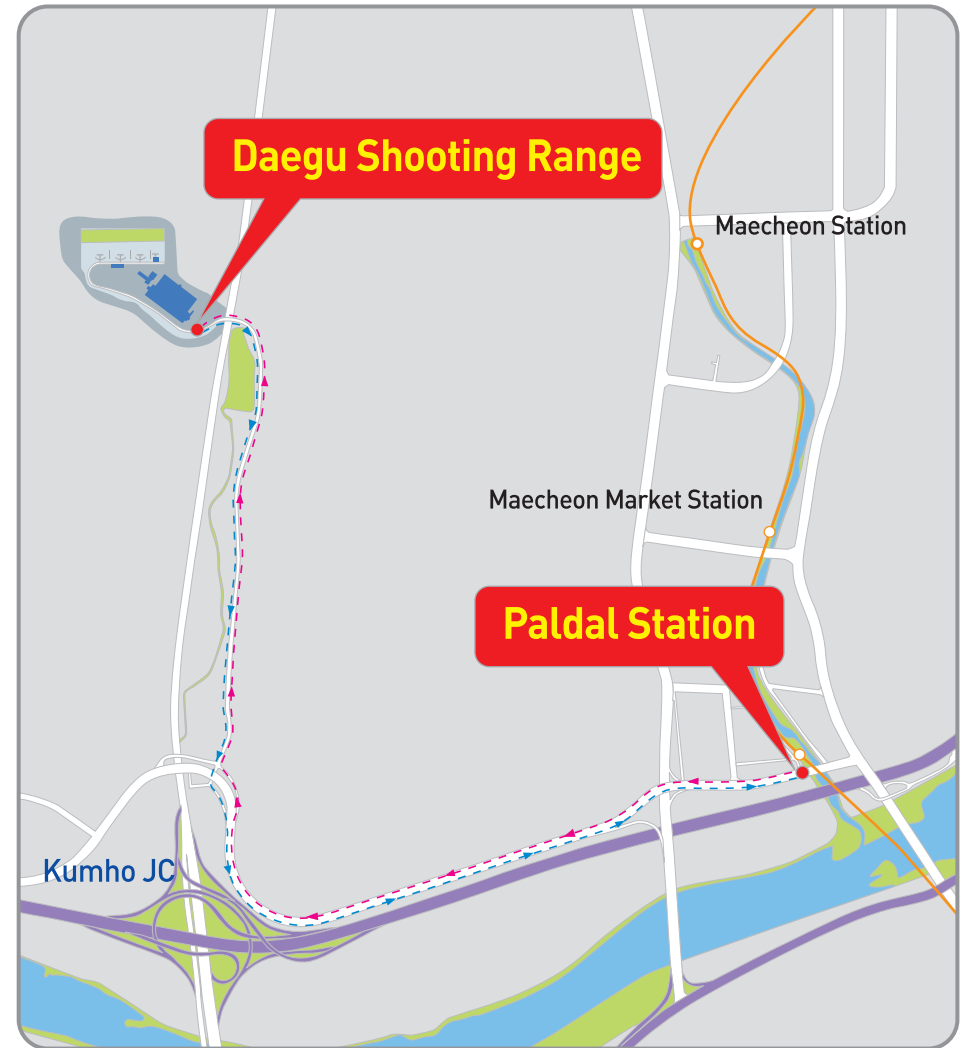 Daegu Shooting Range
Maecheon Station
Maecheon Market Station
Paldal Station
Kumho JC